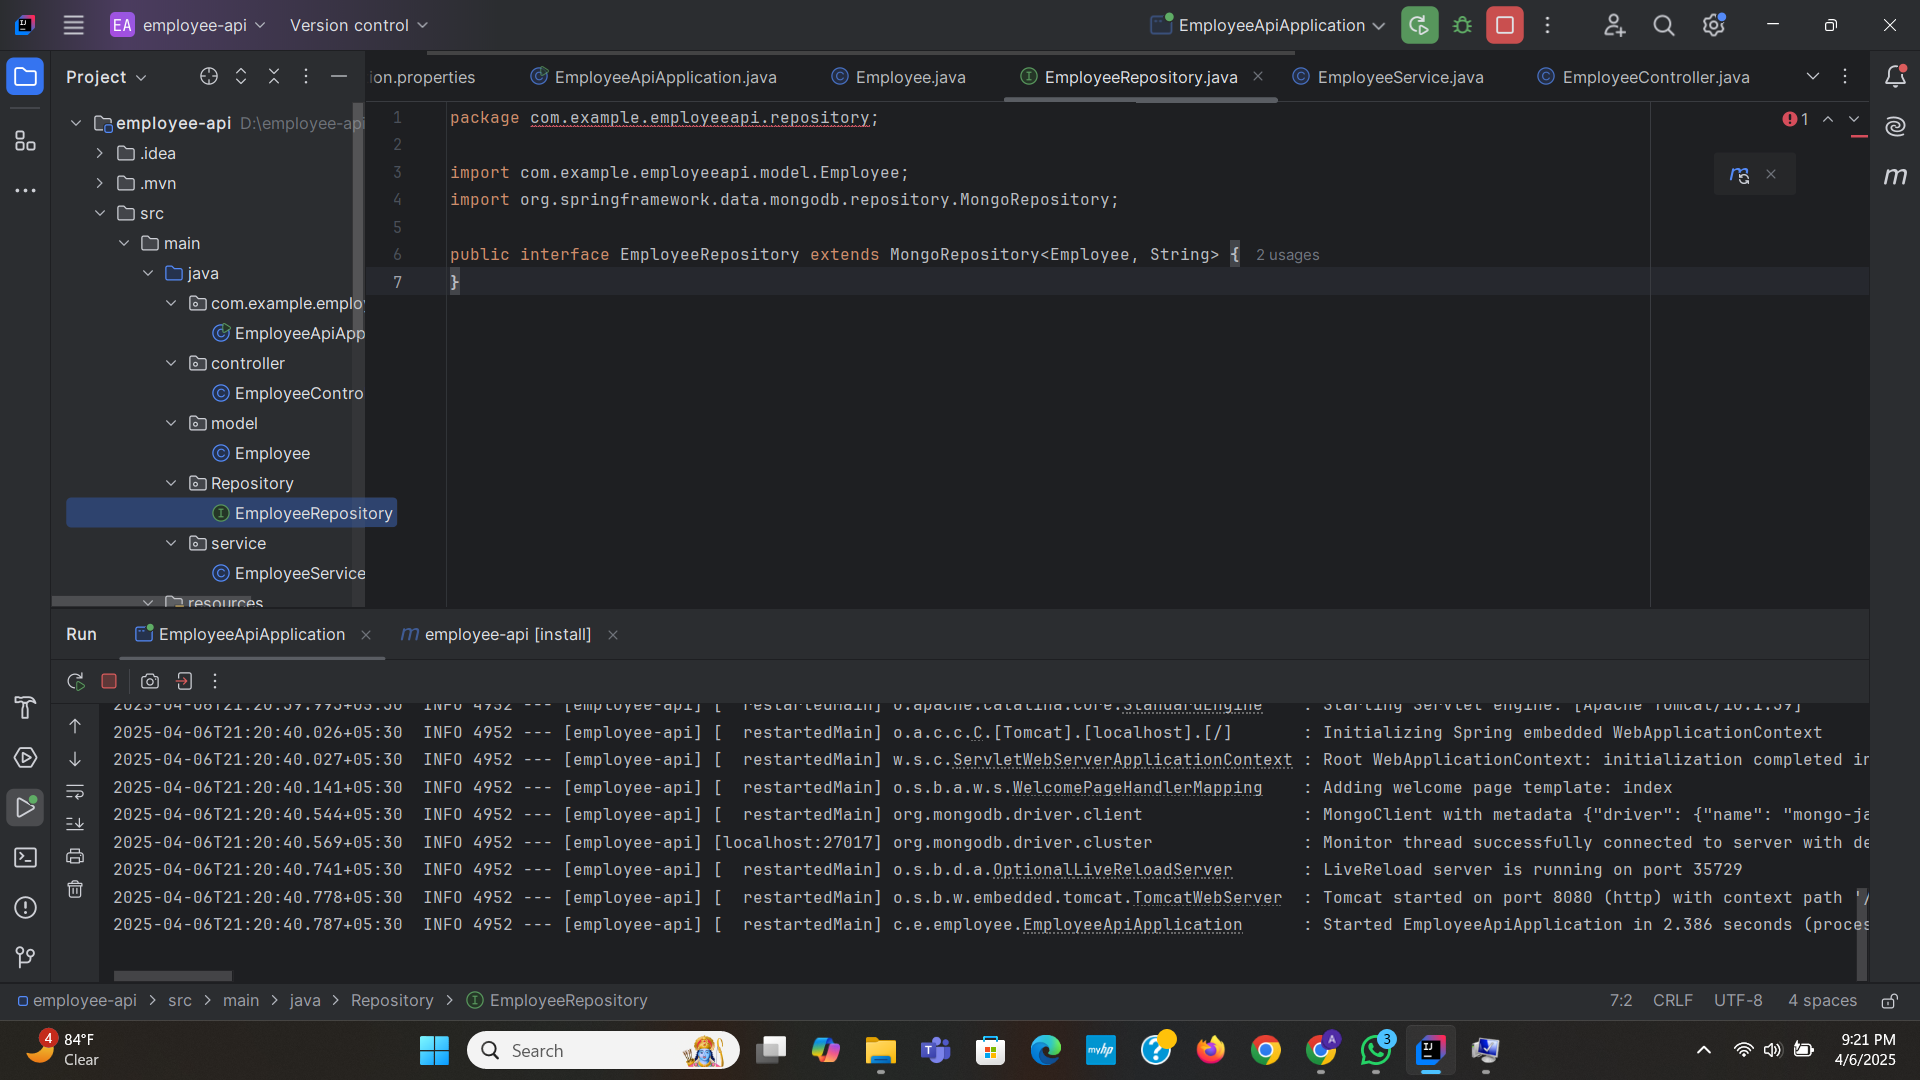 EA employee-api Version control EmployeeApiApplication
Project
ion.properties EmployeeApiApplication.java Employee.java EmployeeRepository.java EmployeeService.java EmployeeController.java
employee-api D:\employee-api
.idea
.mvn
src
main
java
com.example.emplo
EmployeeApiApp
controller
EmployeeContro
model
Employee
Repository
EmployeeRepository
service
EmployeeService
resources
1 package com.example.employeeapi.repository;
2
3 import com.example.employeeapi.model.Employee;
4 import org.springframework.data.mongodb.repository.MongoRepository;
5
6 public interface EmployeeRepository extends MongoRepository<Employee, String> { 2 usages
7 }
1
m
m
Run EmployeeApiApplication m employee-api [install]
2025-04-06T21:20:39.993+05:30 INFO 4952 --- [employee-api] [ restartedMain] o.apache.catalina.core.StandardEngine : Starting Servlet engine: [Apache Tomcat/10.1.39]
2025-04-06T21:20:40.026+05:30 INFO 4952 --- [employee-api] [ restartedMain] o.a.c.c.C.[Tomcat].[localhost].[/] : Initializing Spring embedded WebApplicationContext
2025-04-06T21:20:40.027+05:30 INFO 4952 --- [employee-api] [ restartedMain] w.s.c.ServletWebServerApplicationContext : Root WebApplicationContext: initialization completed in
2025-04-06T21:20:40.141+05:30 INFO 4952 --- [employee-api] [ restartedMain] o.s.b.a.w.s.WelcomePageHandlerMapping : Adding welcome page template: index
2025-04-06T21:20:40.544+05:30 INFO 4952 --- [employee-api] [ restartedMain] org.mongodb.driver.client : MongoClient with metadata {"driver": {"name": "mongo-ja
2025-04-06T21:20:40.569+05:30 INFO 4952 --- [employee-api] [localhost:27017] org.mongodb.driver.cluster : Monitor thread successfully connected to server with de
2025-04-06T21:20:40.741+05:30 INFO 4952 --- [employee-api] [ restartedMain] o.s.b.d.a.OptionalLiveReloadServer : LiveReload server is running on port 35729
2025-04-06T21:20:40.778+05:30 INFO 4952 --- [employee-api] [ restartedMain] o.s.b.w.embedded.tomcat.TomcatWebServer : Tomcat started on port 8080 (http) with context path '/
2025-04-06T21:20:40.787+05:30 INFO 4952 --- [employee-api] [ restartedMain] c.e.employee.EmployeeApiApplication : Started EmployeeApiApplication in 2.386 seconds (proces
employee-api > src > main > java > Repository > EmployeeRepository 7:2 CRLF UTF-8 4 spaces
4 84°F
Clear
Search
myhp
A
3
9:21 PM
4/6/2025